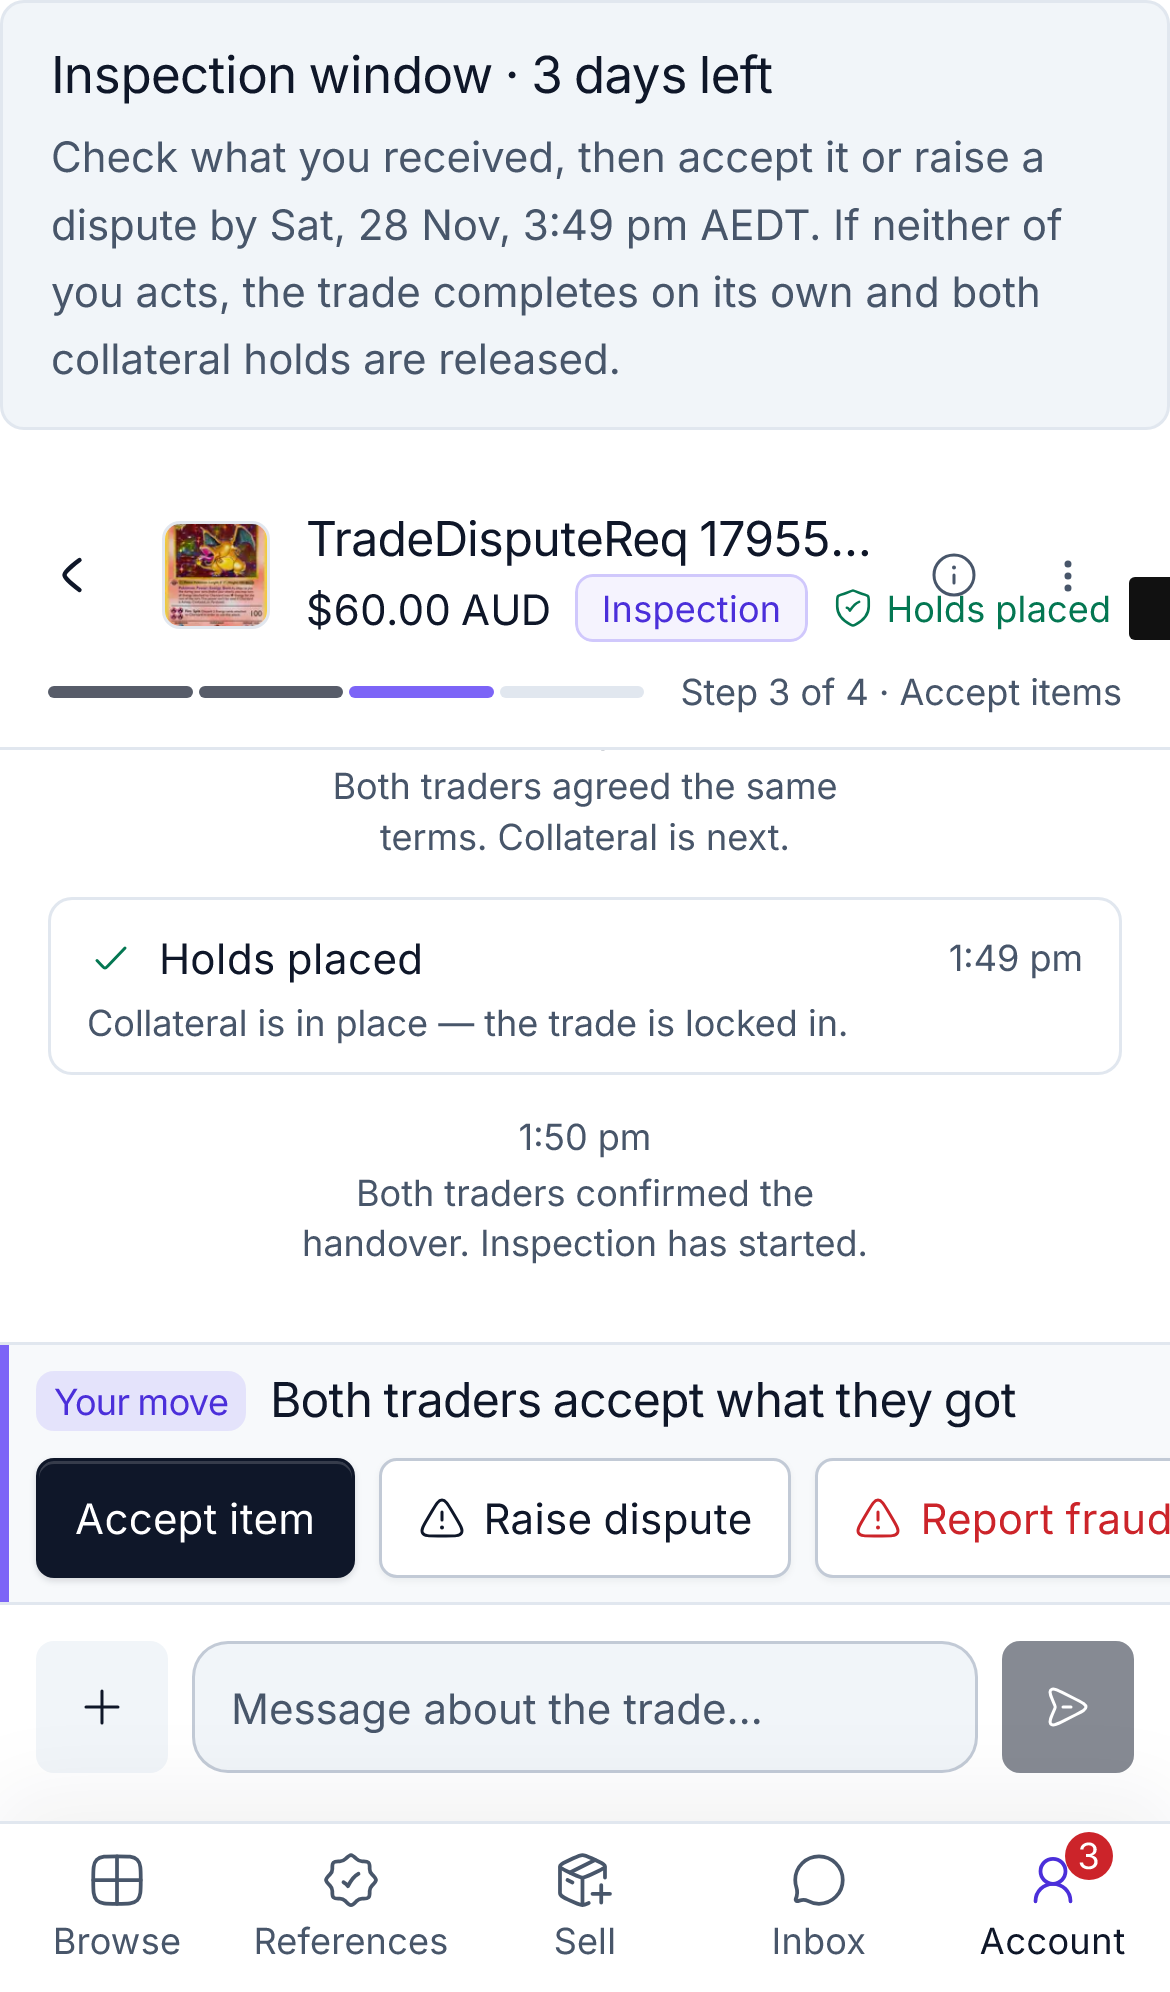 Inspection window · 3 days left
Check what you received, then accept it or raise a
dispute by Sat, 28 Nov, 3:49 pm AEDT. If neither of
you acts, the trade completes on its own and both
collateral holds are released.
TradeDisputeReq 17955...
$60.00 AUD Inspection Holds placed
Step 3 of 4 · Accept items
Both traders agreed the same
terms. Collateral is next.
Holds placed 1:49 pm
Collateral is in place — the trade is locked in.
1:50 pm
Both traders confirmed the
handover. Inspection has started.
Your move Both traders accept what they got
Accept item Raise dispute Report fraud
Message about the trade...
3
Browse References Sell Inbox Account